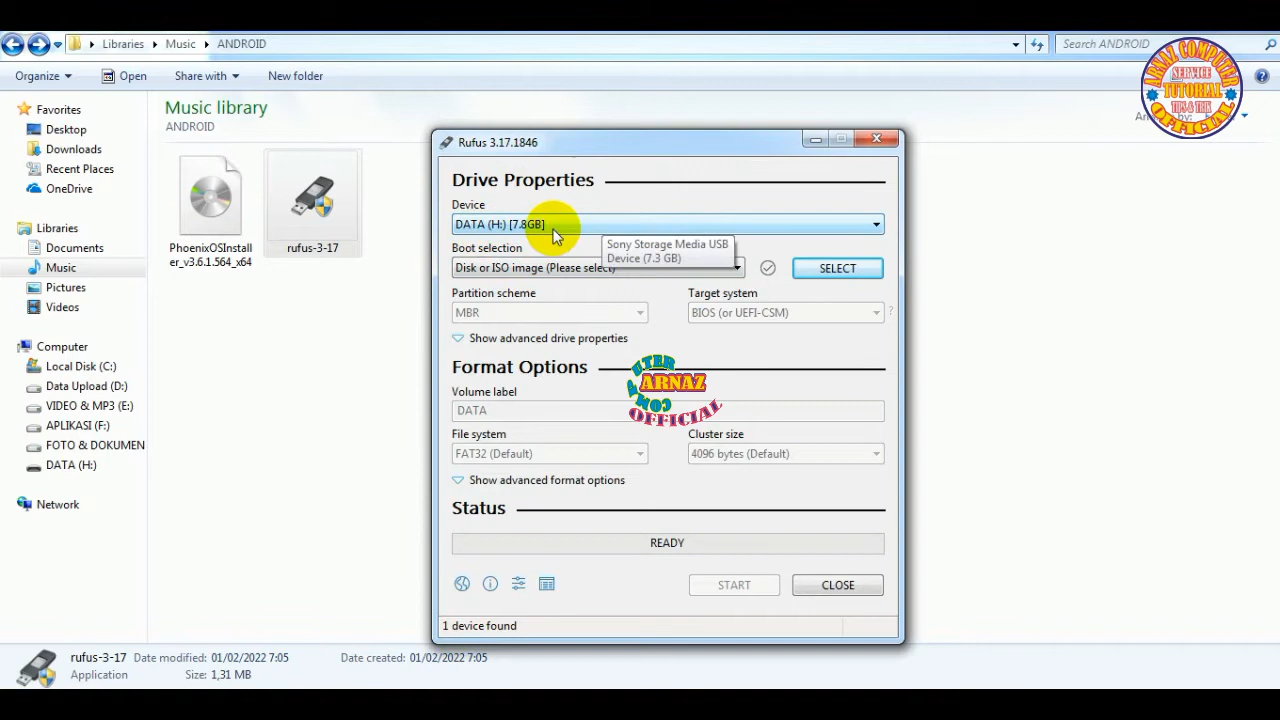 Libraries
Music
ANDROID
Search ANDROID
Organize
Open
Share with
New folder
ARNAZ COMPUTER
SERVICE
TUTORIAL
TIPS & TRIK
OFFICIAL
Favorites
Desktop
Downloads
Recent Places
OneDrive
Libraries
Music
Pictures
Videos
Computer
Local Disk (C:)
Data Upload (D:)
VIDEO & MP3 (E:)
APLIKASI (F:)
FOTO & DOKUMEN
DATA (H:)
Network
Music library
ANDROID
PhoenixOSInstall
er_v3.6.1.564_x64
rufus-3-17
Rufus 3.17.1846
Drive Properties
Device
DATA (H:) [7.8GB]
Sony Storage Media USB
Device (7.3 GB)
Boot selection
Disk or ISO image (Please select)
SELECT
Partition scheme
Target system
MBR
BIOS (or UEFI-CSM)
?
Show advanced drive properties
Format Options
ARNAZ
OFFICIAL
Volume label
DATA
File system
Cluster size
FAT32 (Default)
4096 bytes (Default)
Show advanced format options
Status
READY
START
CLOSE
1 device found
rufus-3-17
Date modified: 01/02/2022 7:05
Date created: 01/02/2022 7:05
Application
Size: 1,31 MB